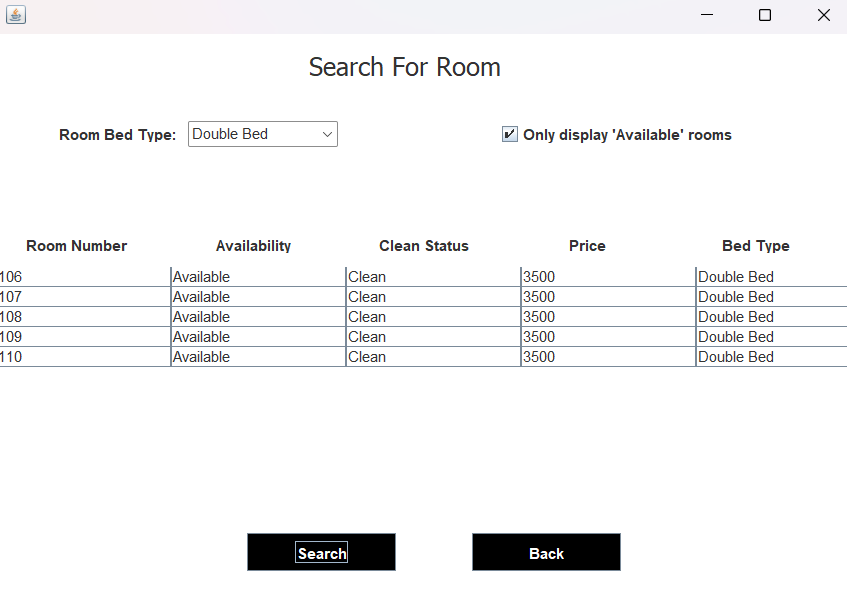 Search For Room
Room Bed Type: Double Bed Only display 'Available' rooms
Room Number Availability Clean Status Price Bed Type
106 Available Clean 3500 Double Bed
107 Available Clean 3500 Double Bed
108 Available Clean 3500 Double Bed
109 Available Clean 3500 Double Bed
110 Available Clean 3500 Double Bed
Search Back